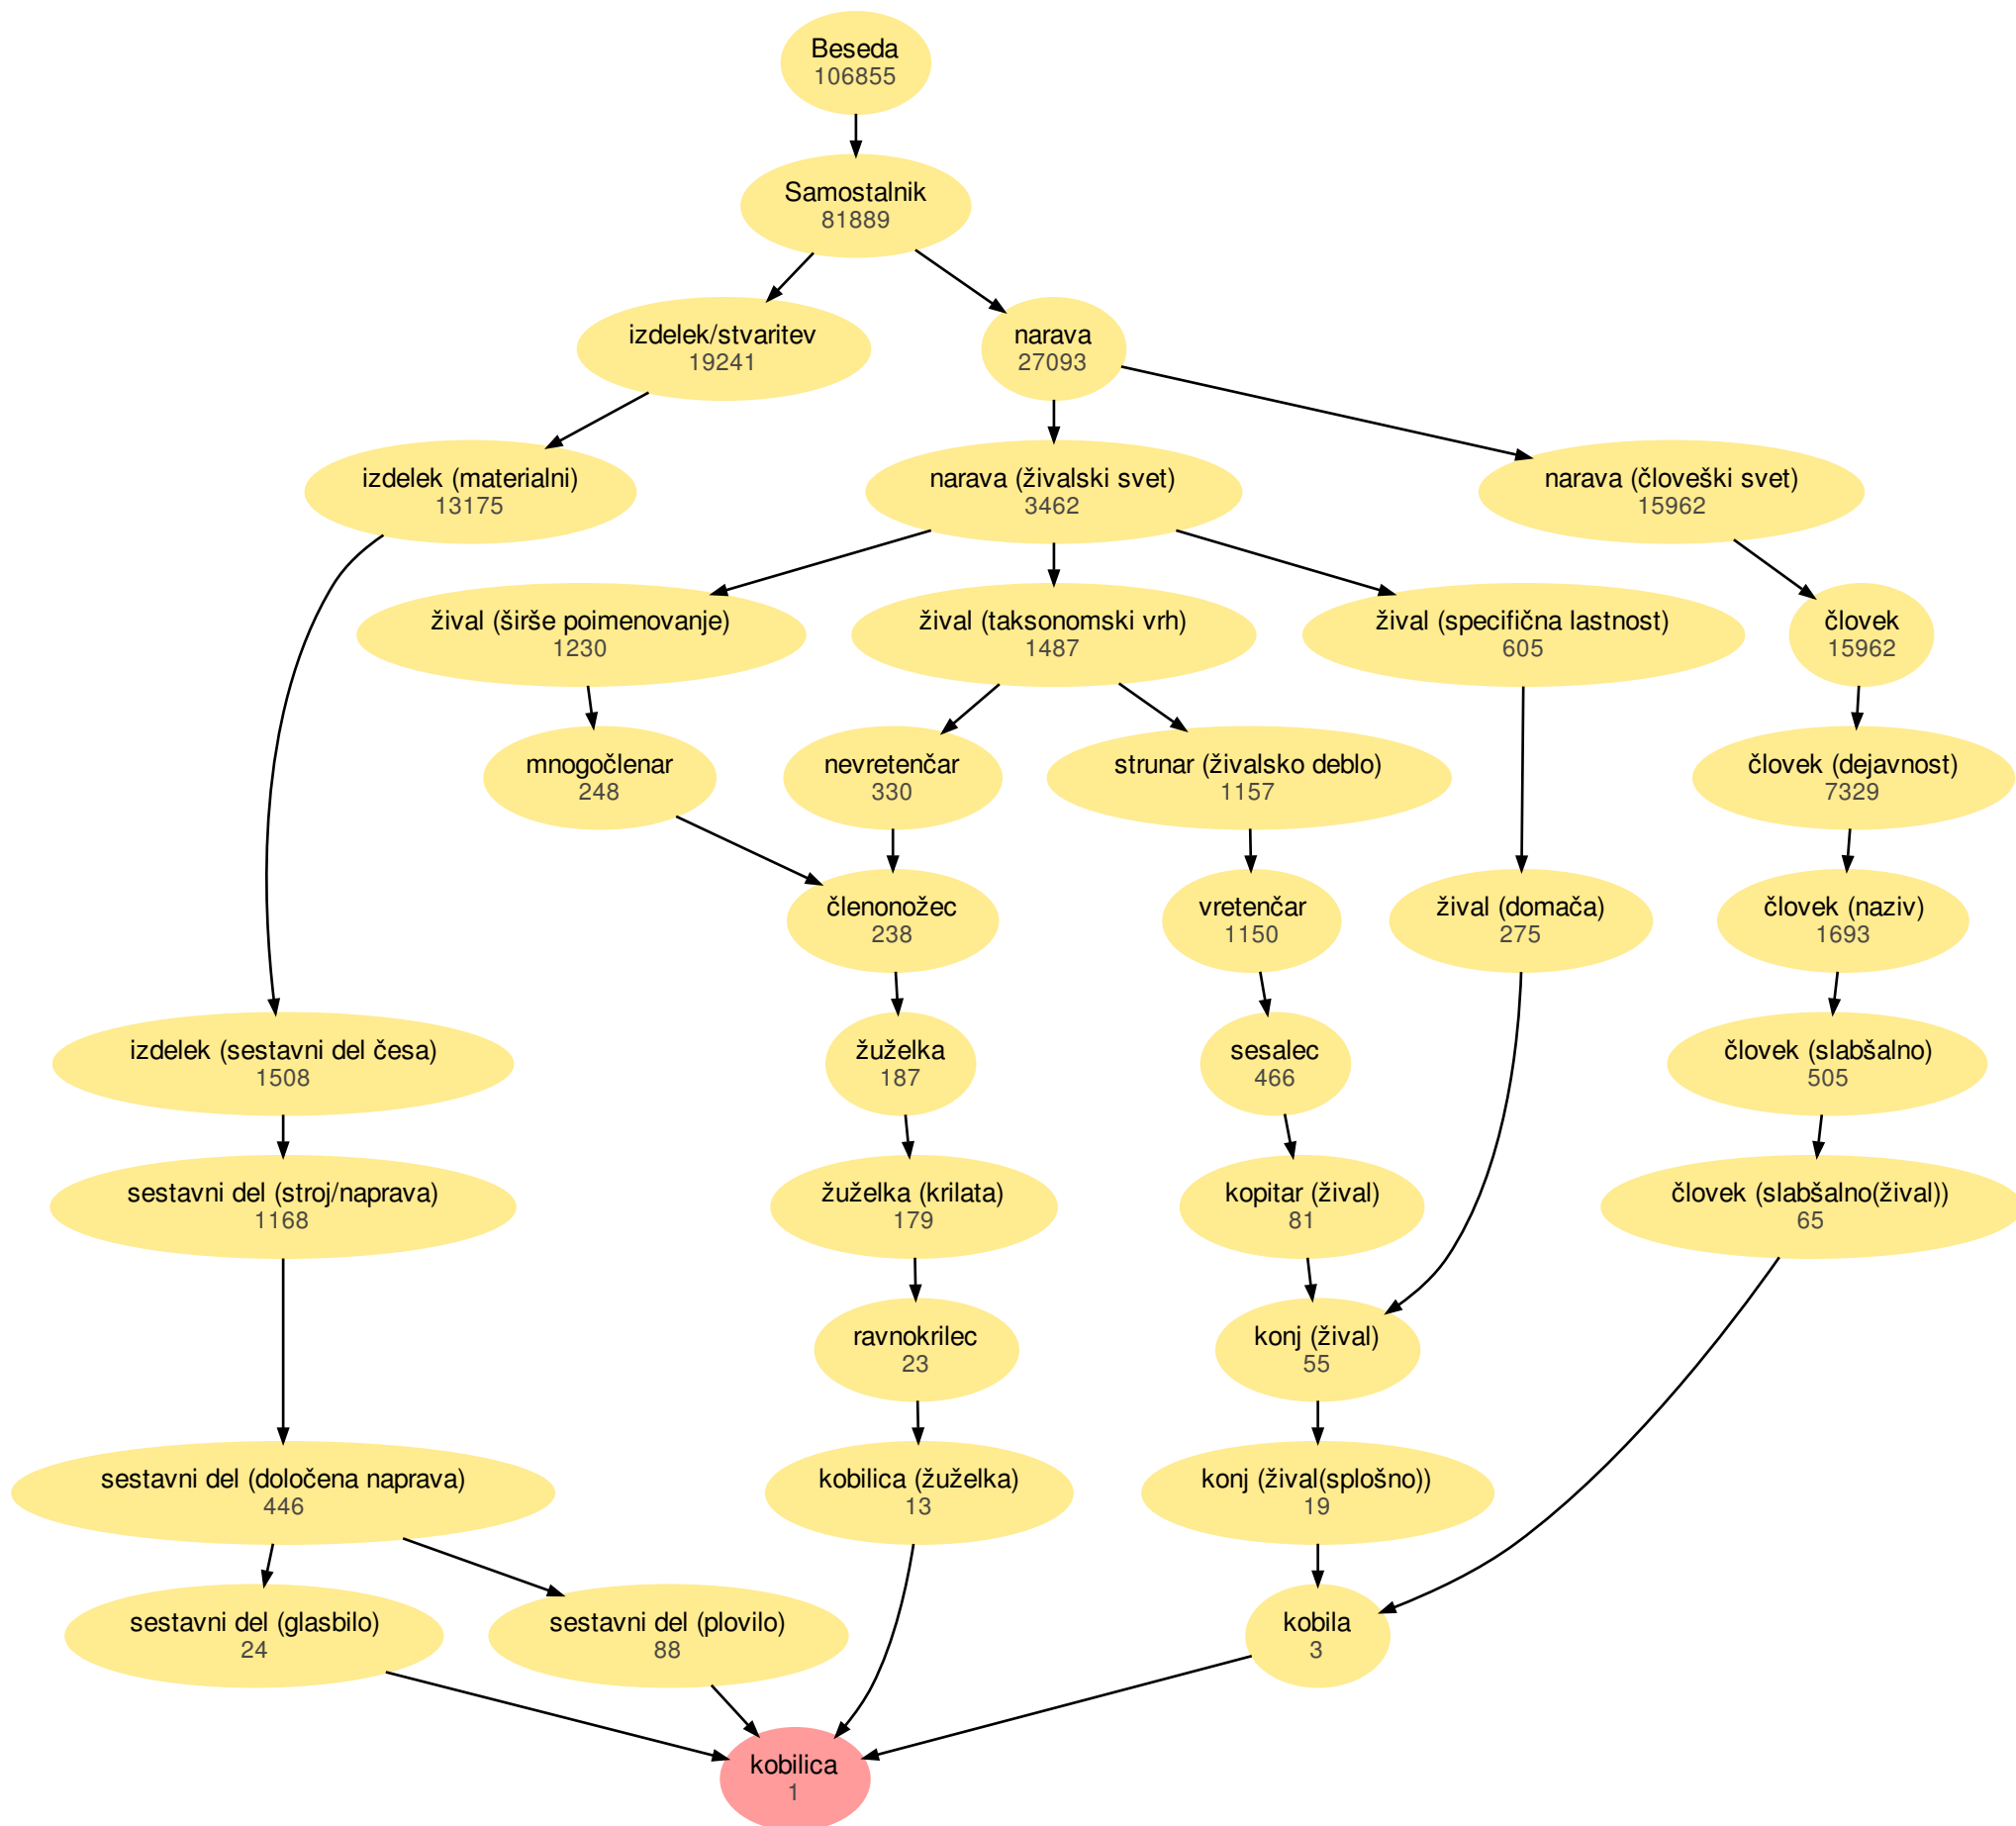 Beseda
106855
Samostalnik
81889
izdelek/stvaritev
19241
narava
27093
izdelek (materialni)
13175
narava (živalski svet)
3462
narava (človeški svet)
15962
žival (širše poimenovanje)
1230
žival (taksonomski vrh)
1487
žival (specifična lastnost)
605
človek
15962
mnogočlenar
248
nevretenčar
330
strunar (živalsko deblo)
1157
človek (dejavnost)
7329
členonožec
238
vretenčar
1150
žival (domača)
275
človek (naziv)
1693
izdelek (sestavni del česa)
1508
žuželka
187
sesalec
466
človek (slabšalno)
505
sestavni del (stroj/naprava)
1168
žuželka (krilata)
179
kopitar (žival)
81
človek (slabšalno(žival))
65
ravnokrilec
23
konj (žival)
55
sestavni del (določena naprava)
446
kobilica (žuželka)
13
konj (žival(splošno))
19
sestavni del (glasbilo)
24
sestavni del (plovilo)
88
kobila
3
kobilica
1